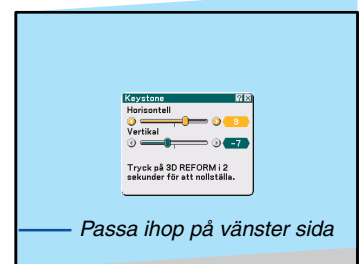 Keystone
Horisontell
9
Vertikal
-7
Tryck på 3D REFORM i 2
sekunder för att nollställa.
Passa ihop på vänster sida